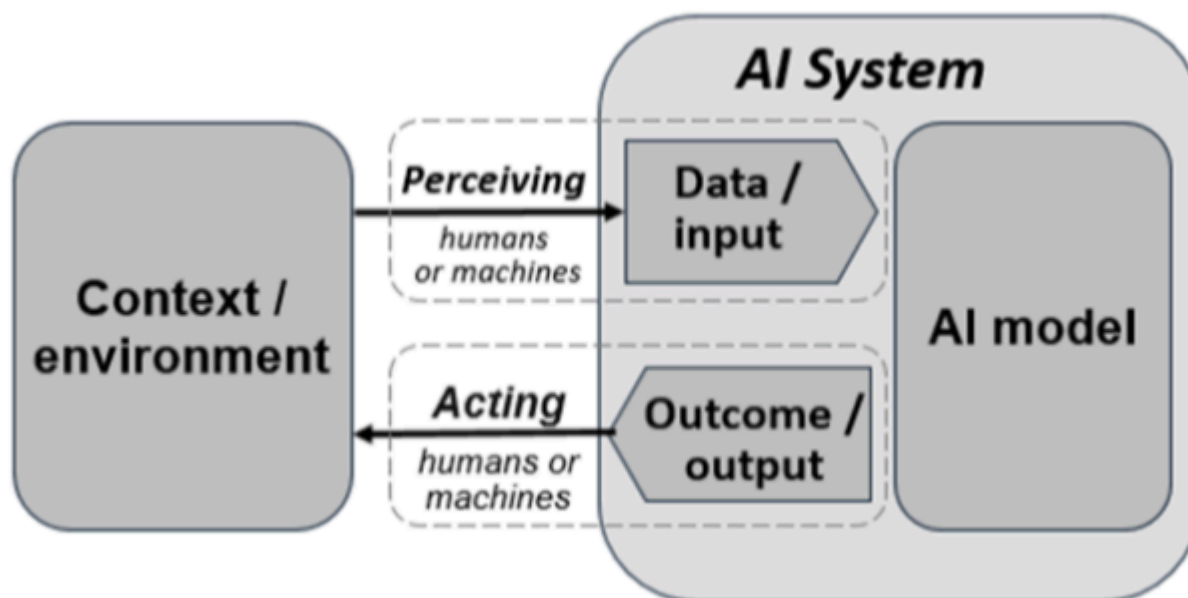 AI System
Perceiving
humans
or machines
Data /
input
Context /
environment
AI model
Acting
humans or
machines
Outcome /
output